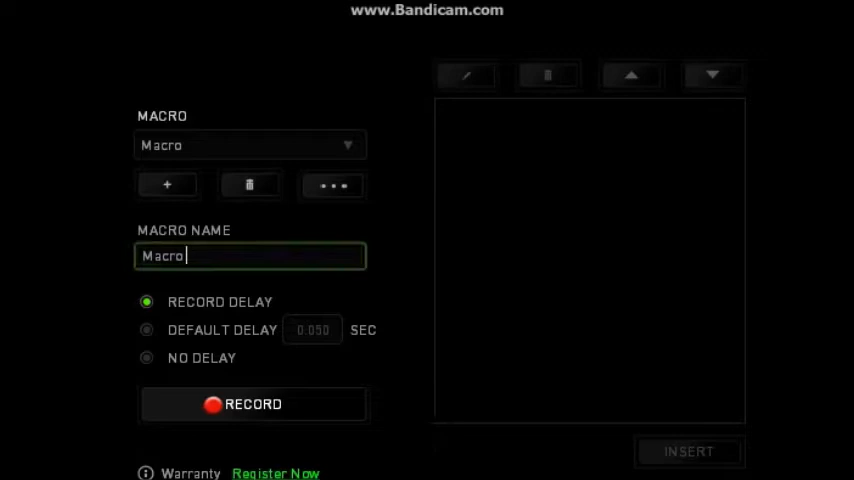 www.Bandicam.com
MACRO
Macro
MACRO NAME
Macro
RECORD DELAY
DEFAULT DELAY 0.050 SEC
NO DELAY
RECORD
INSERT
Warranty Register Now